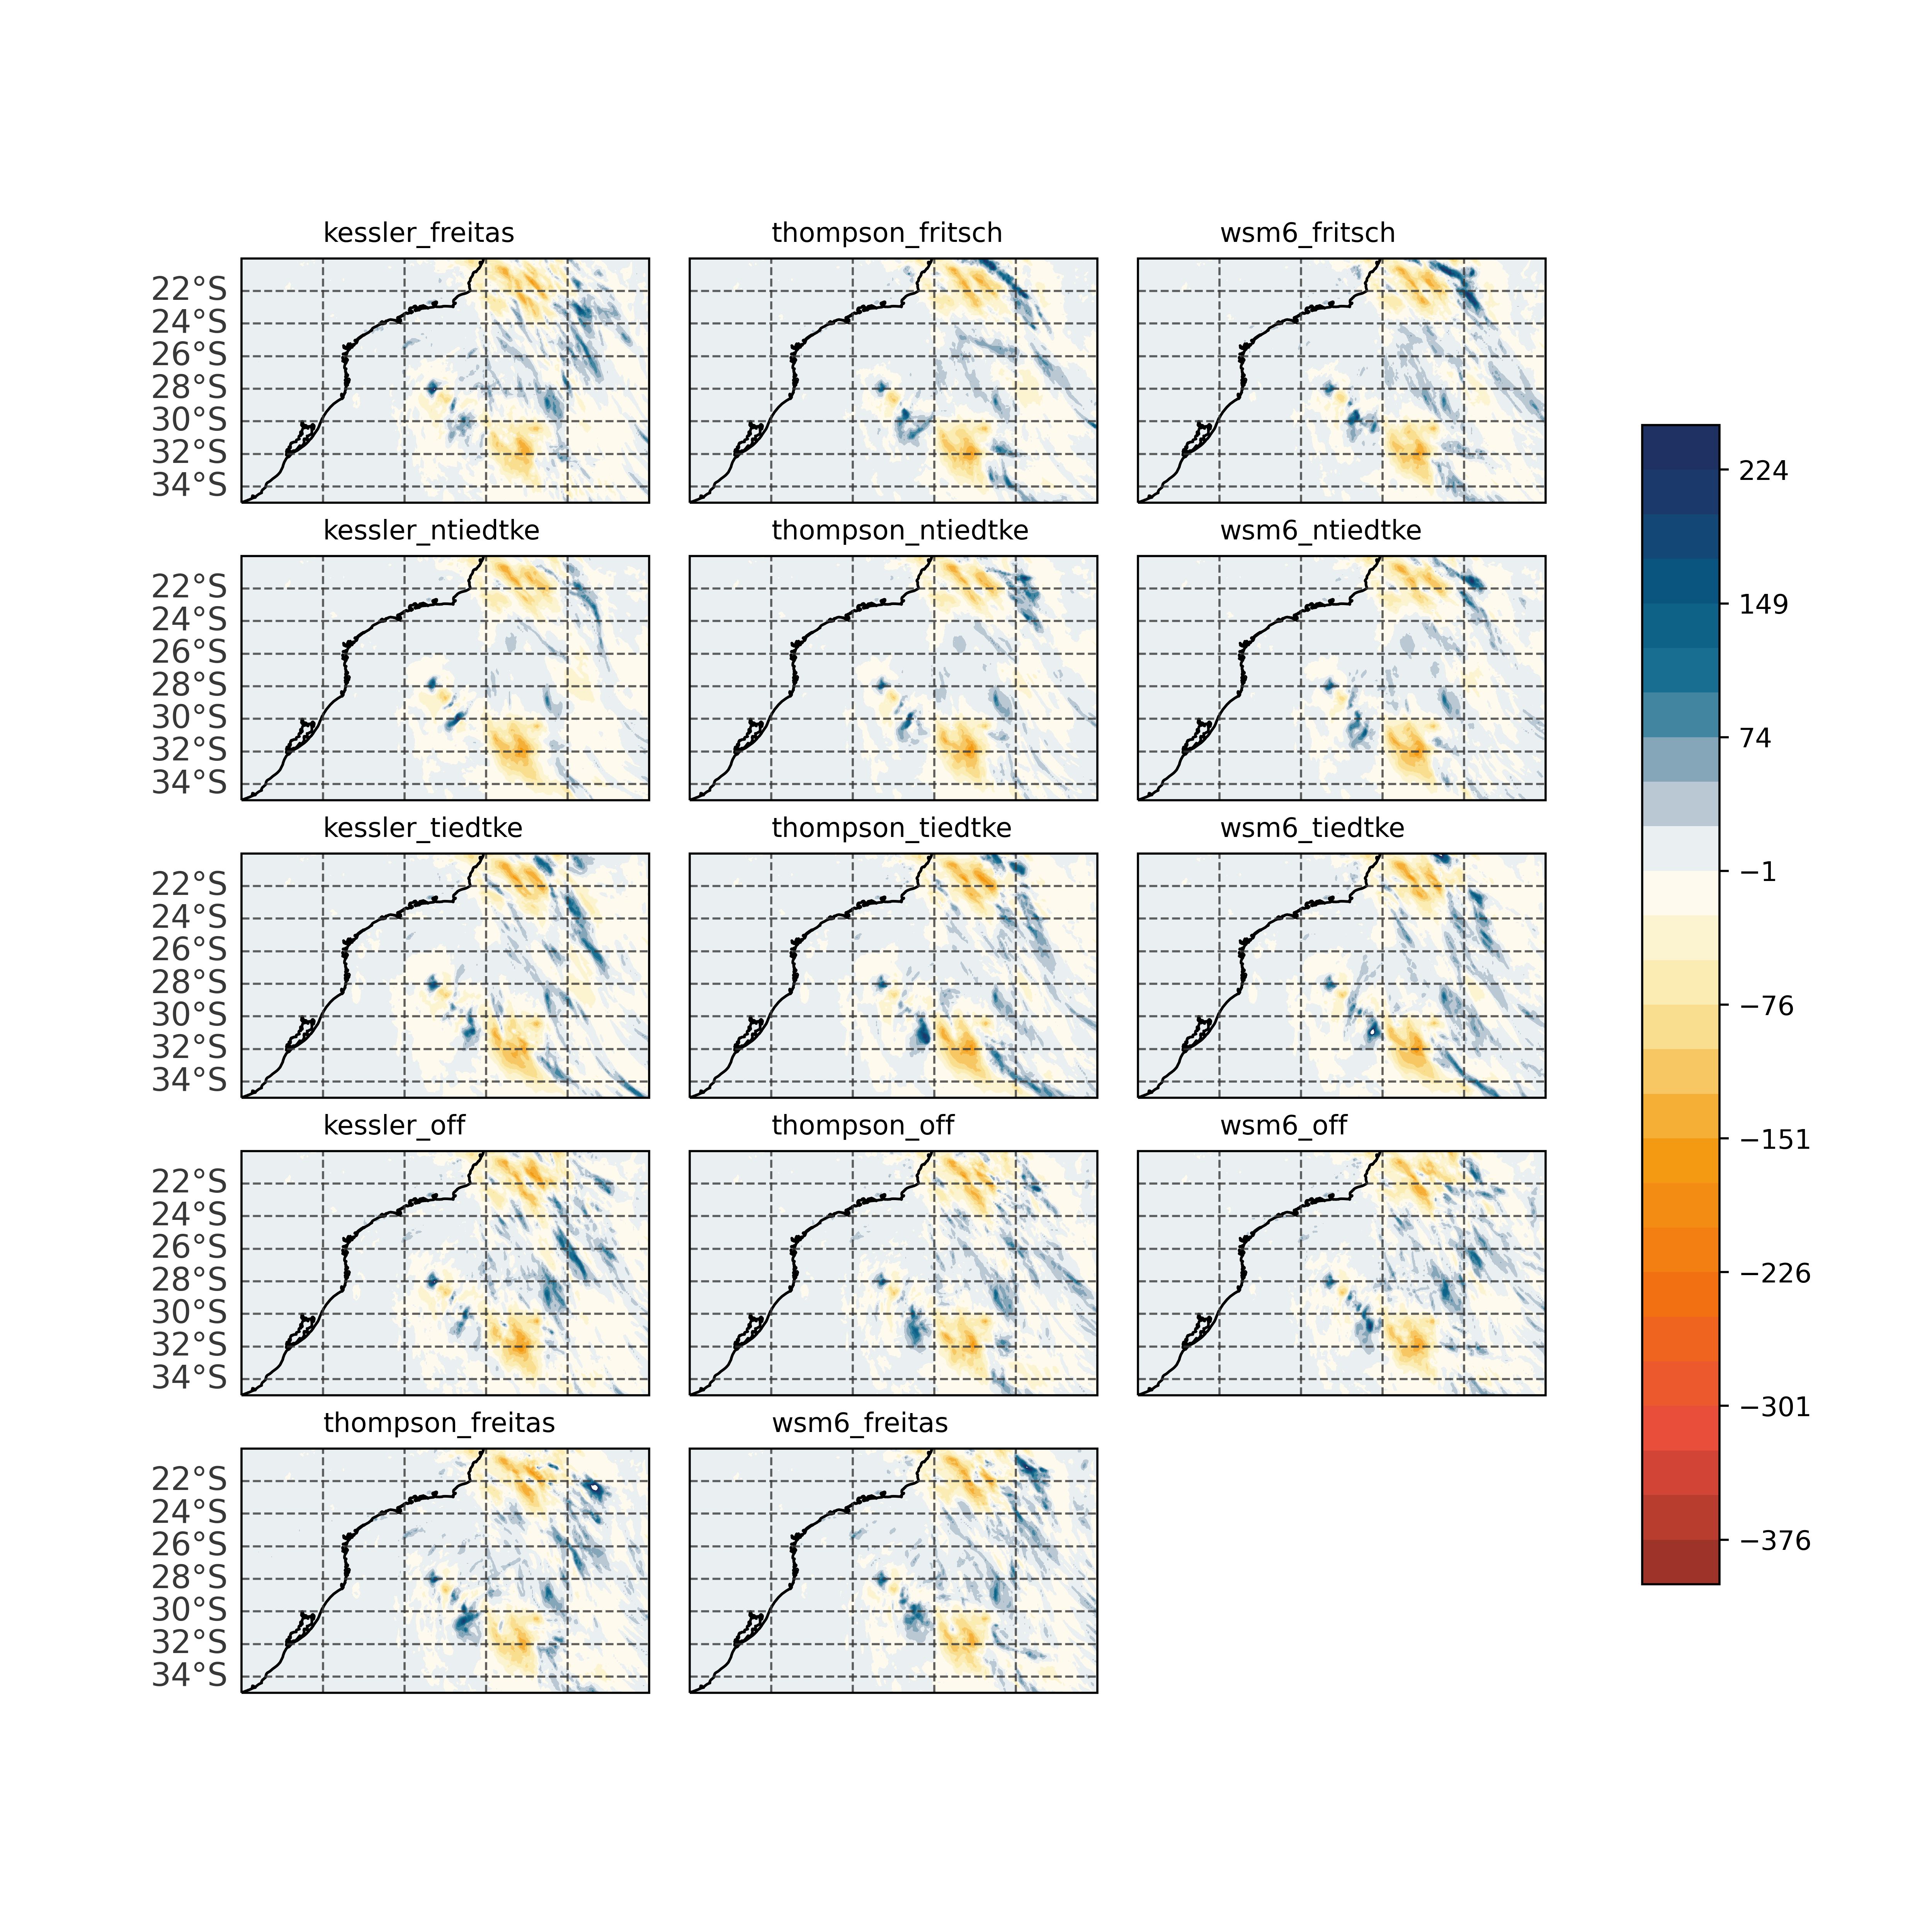 kessler_freitas thompson_fritsch wsm6_fritsch
22°S
24°S
26°S
28°S
30°S
32°S
34°S
kessler_ntiedtke thompson_ntiedtke wsm6_ntiedtke
22°S
24°S
26°S
28°S
30°S
32°S
34°S
kessler_tiedtke thompson_tiedtke wsm6_tiedtke
22°S
24°S
26°S
28°S
30°S
32°S
34°S
kessler_off thompson_off wsm6_off
22°S
24°S
26°S
28°S
30°S
32°S
34°S
thompson_freitas wsm6_freitas
22°S
24°S
26°S
28°S
30°S
32°S
34°S
224
149
74
−1
−76
−151
−226
−301
−376